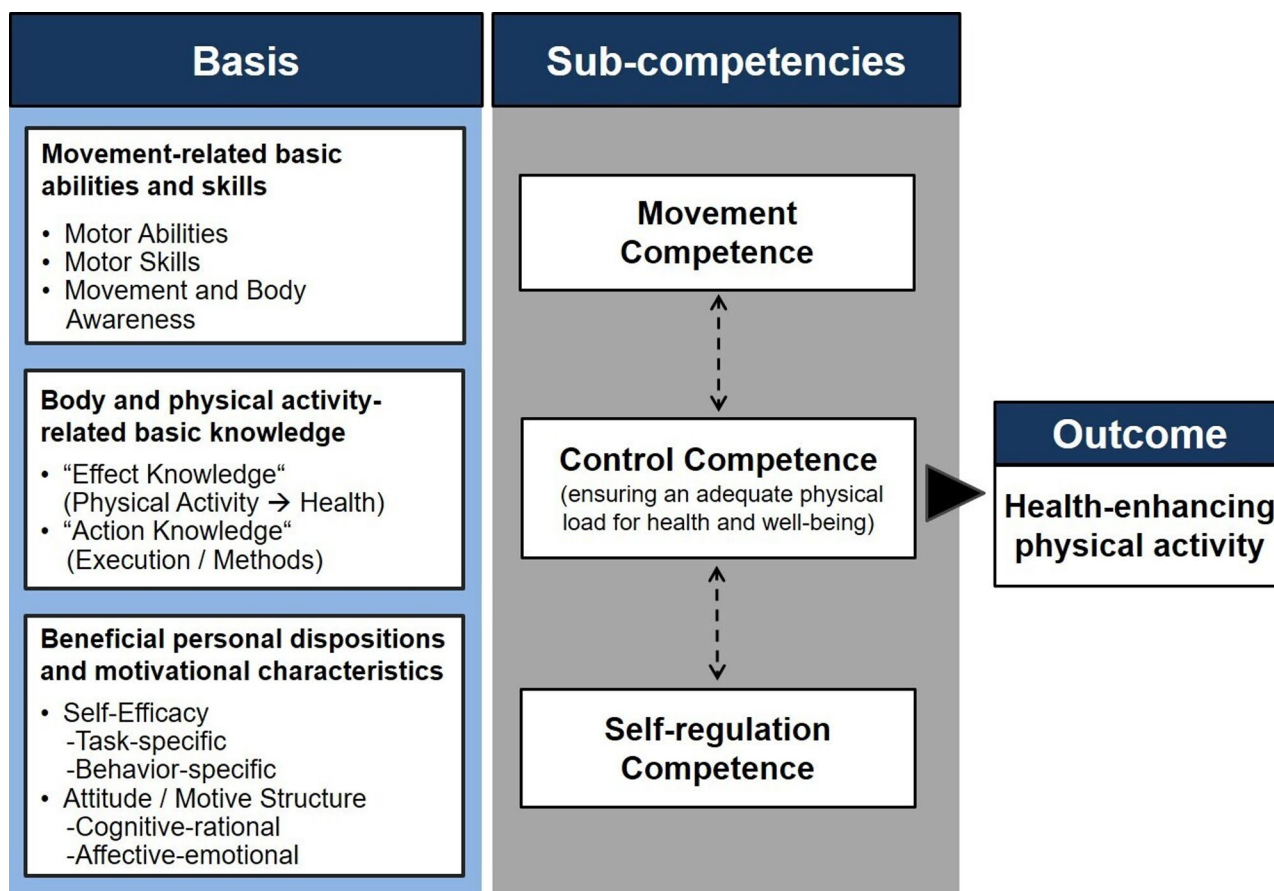 Basis
Movement-related basic
abilities and skills
• Motor Abilities
• Motor Skills
• Movement and Body
Awareness
Body and physical activity-
related basic knowledge
• “Effect Knowledge“
(Physical Activity → Health)
• “Action Knowledge“
(Execution / Methods)
Beneficial personal dispositions
and motivational characteristics
• Self-Efficacy
-Task-specific
-Behavior-specific
• Attitude / Motive Structure
-Cognitive-rational
-Affective-emotional
Sub-competencies
Movement
Competence
Control Competence
(ensuring an adequate physical
load for health and well-being)
Self-regulation
Competence
Outcome
Health-enhancing
physical activity